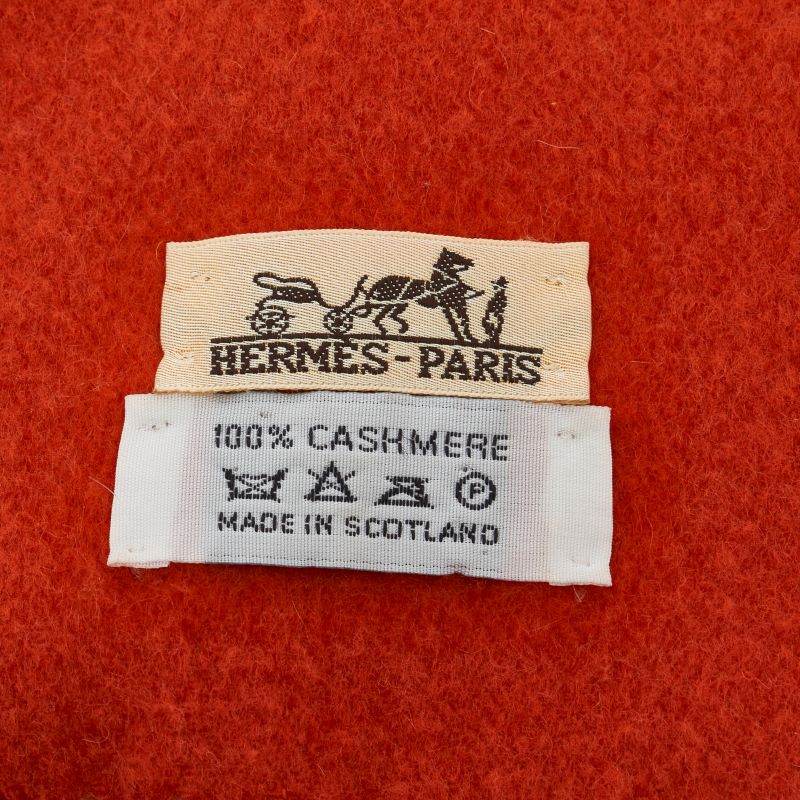 HERMES-PARIS
100% CASHMERE
P
MADE IN SCOTLAND